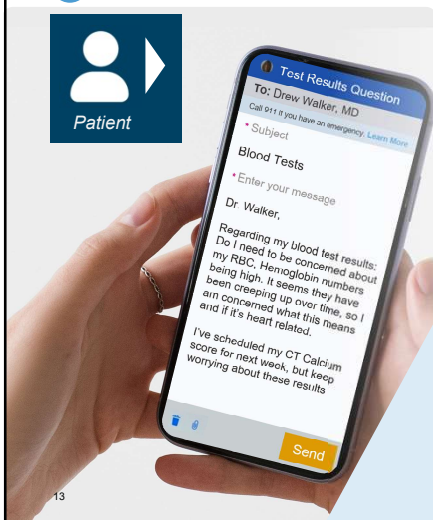 Patient
Test Results Question
To: Drew Walker, MD
Call 911 if you have an emergency. Learn More
* Subject
Blood Tests
* Enter your message
Dr. Walker,
Regarding my blood test results:
Do I need to be concerned about
my RBC, Hemoglobin numbers
being high. It seems they have
been creeping up over time, so I
am concerned what this means
and if it's heart related.
I've scheduled my CT Calcium
score for next week, but keep
worrying about these results
Send
13